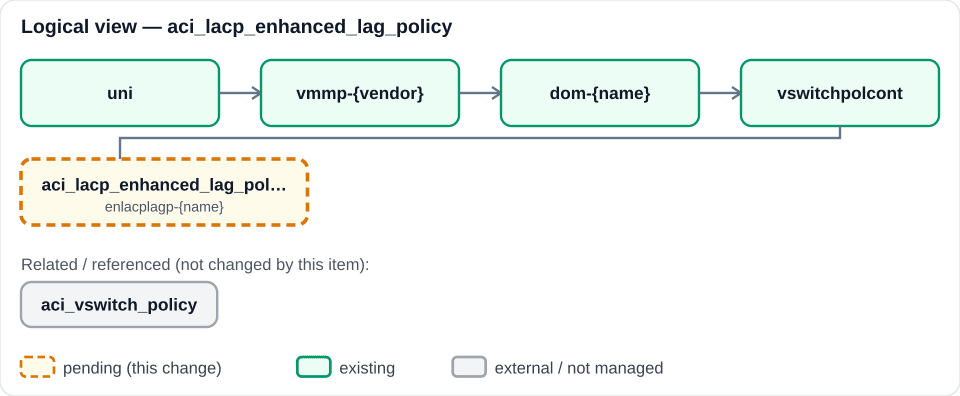 Logical view — aci_lacp_enhanced_lag_policy
uni
vmmp-{vendor}
dom-{name}
vswitchpolcont
aci_lacp_enhanced_lag_pol…
enlacplagp-{name}
Related / referenced (not changed by this item):
aci_vswitch_policy
pending (this change)
existing
external / not managed